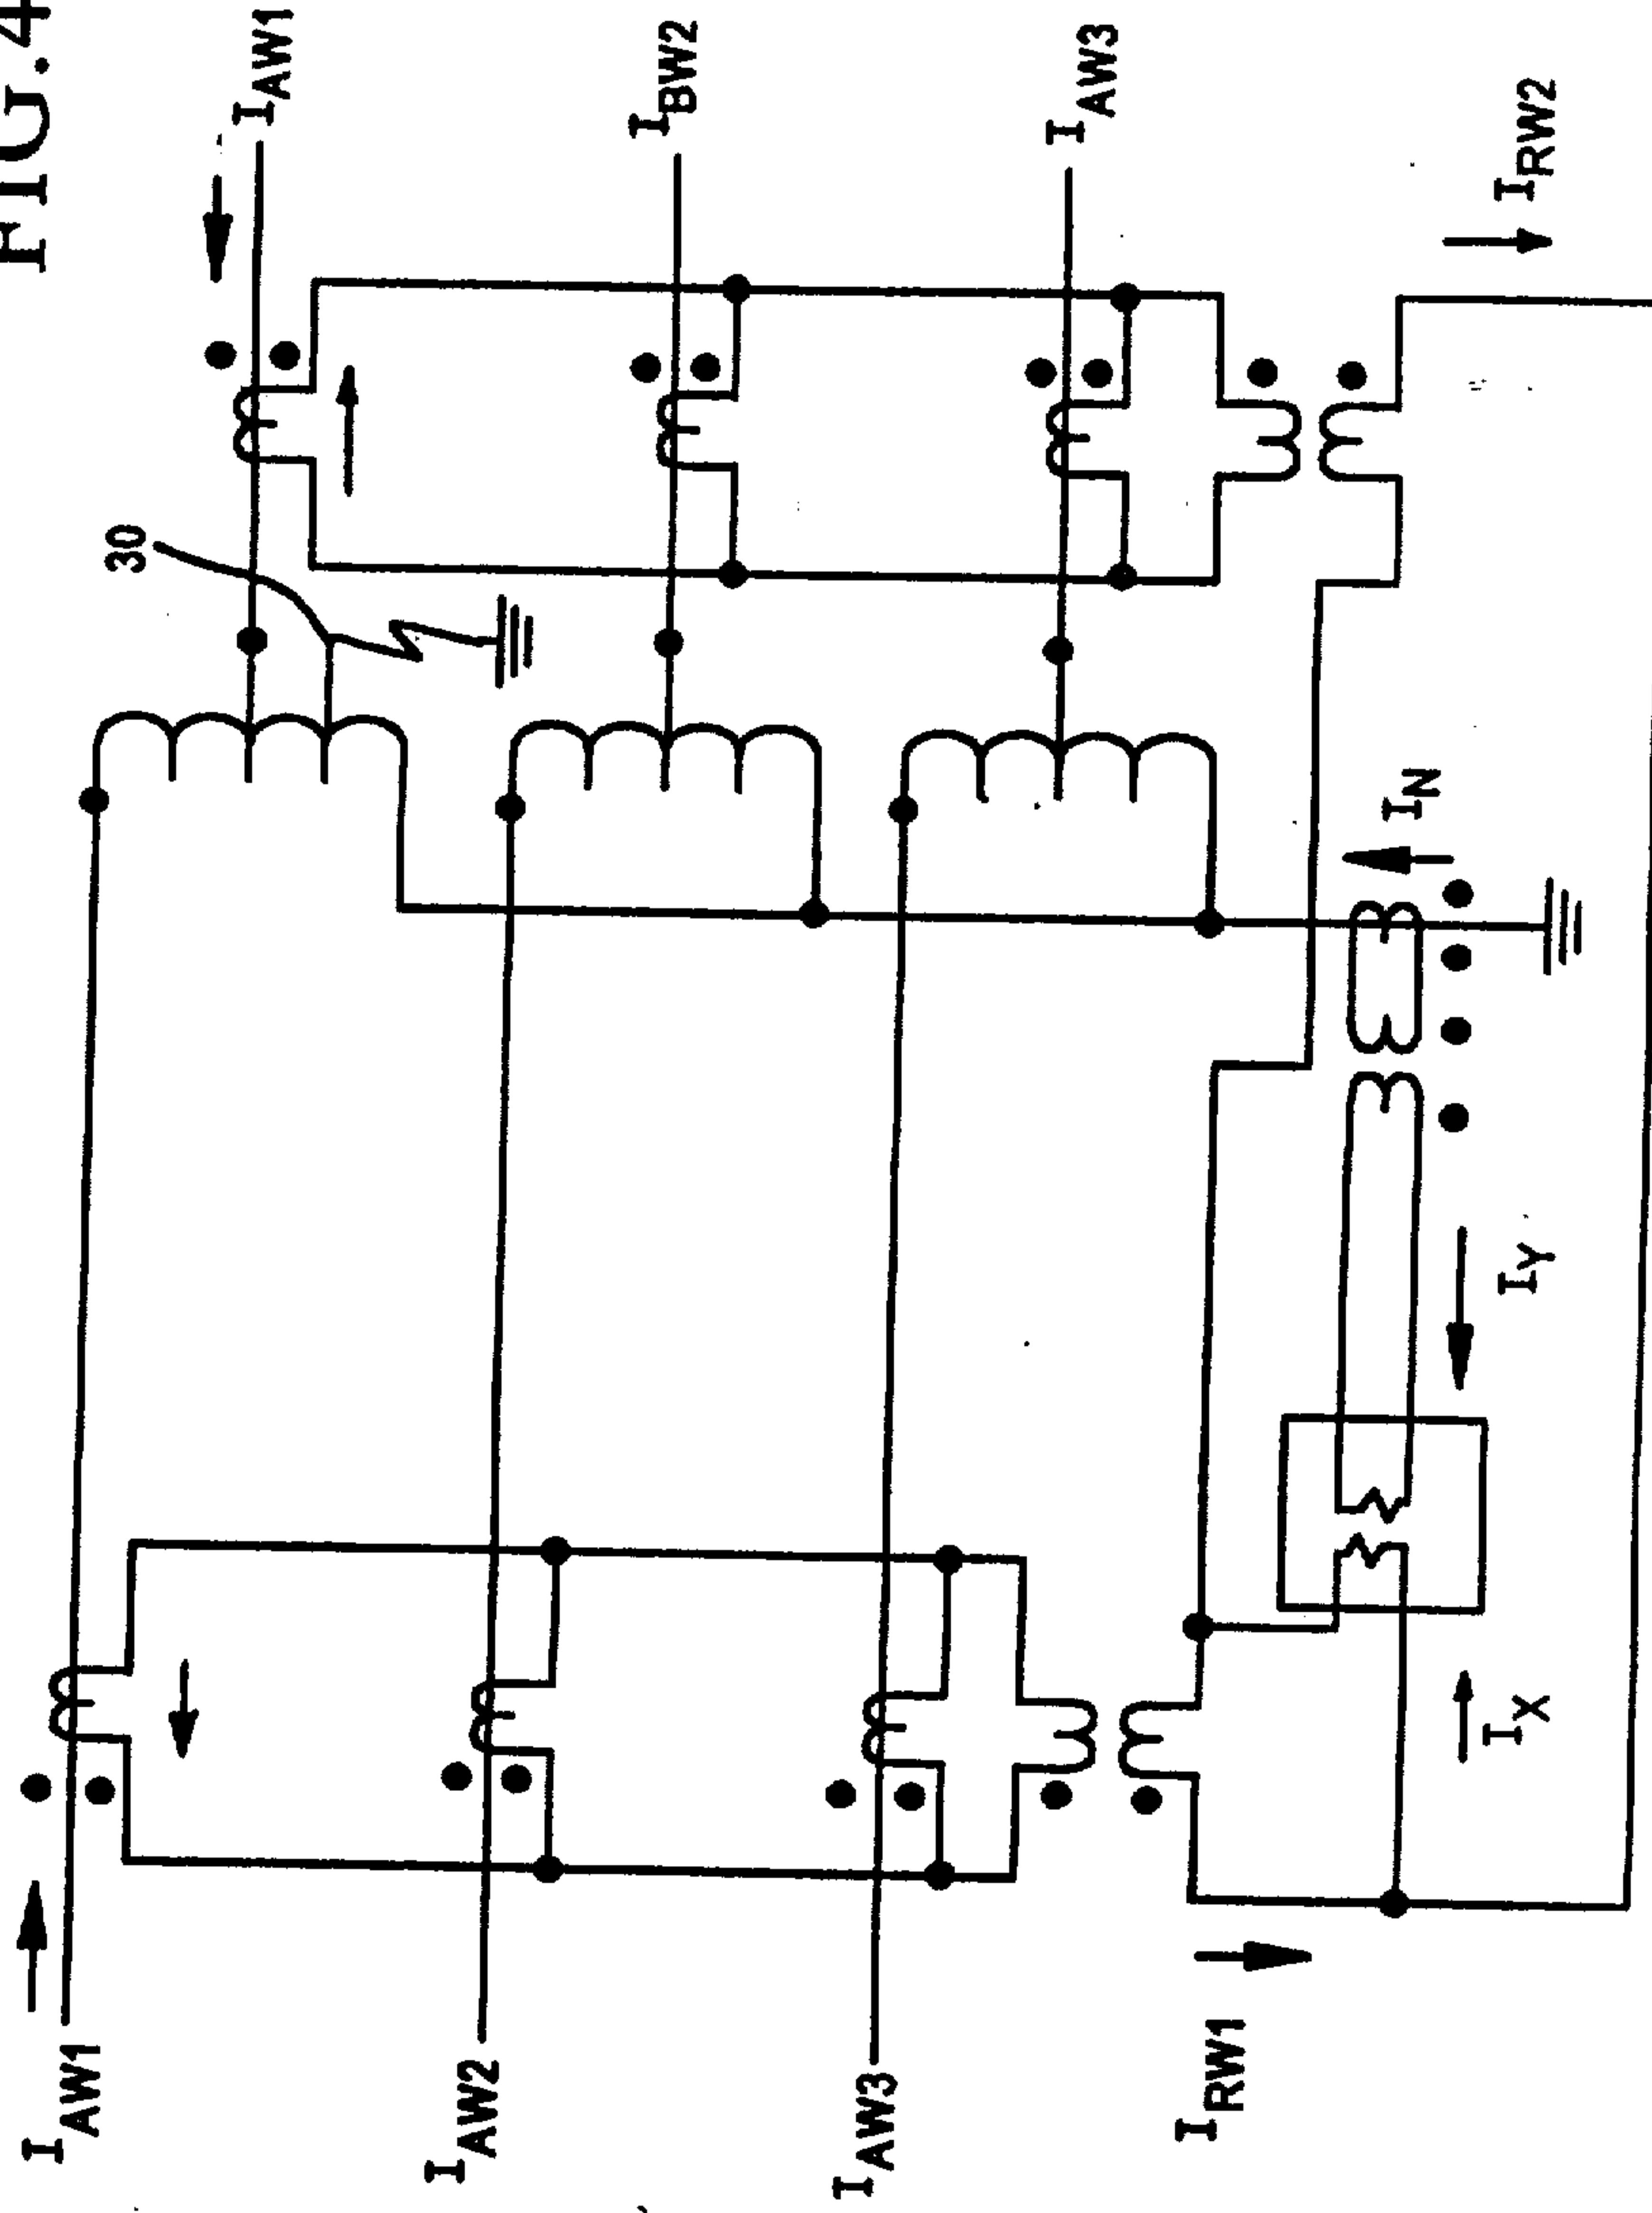 FIG. 4
I_AW1
30
I_BW2
I_AW3
I_RW2
I_N
I_Y
I_X
I_AW1
I_AW2
I_AW3
I_RW1